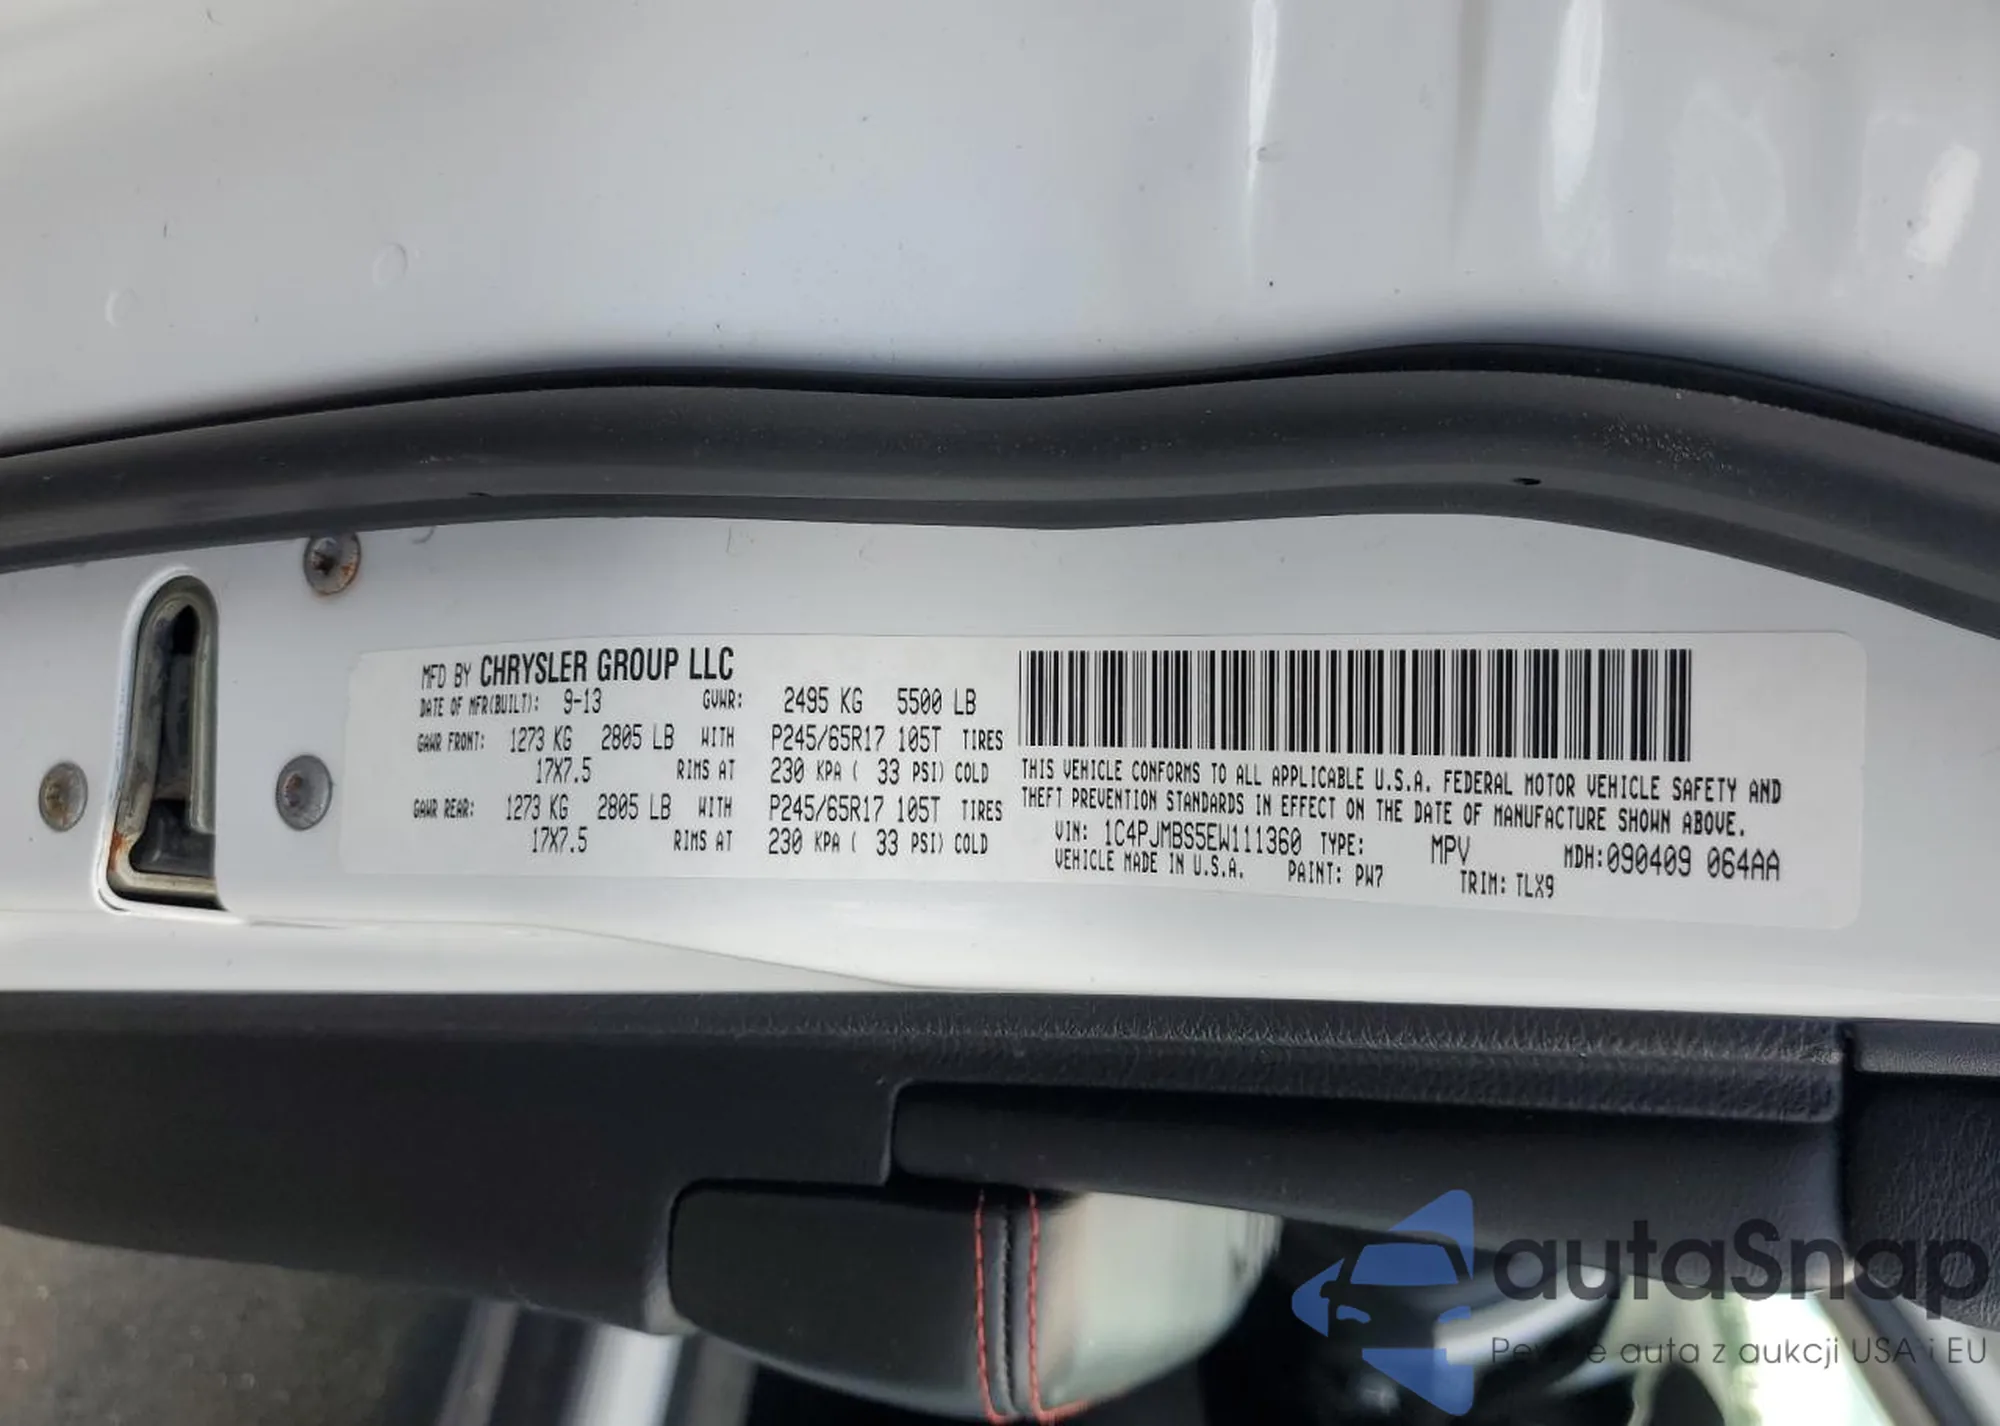 MFD BY CHRYSLER GROUP LLC
DATE OF MFR(BUILT): 9-13 GVWR: 2495 KG 5500 LB
GAWR FRONT: 1273 KG 2805 LB WITH P245/65R17 105T TIRES
17X7.5 RIMS AT 230 KPA ( 33 PSI) COLD
GAWR REAR: 1273 KG 2805 LB WITH P245/65R17 105T TIRES
17X7.5 RIMS AT 230 KPA ( 33 PSI) COLD
THIS VEHICLE CONFORMS TO ALL APPLICABLE U.S.A. FEDERAL MOTOR VEHICLE SAFETY AND
THEFT PREVENTION STANDARDS IN EFFECT ON THE DATE OF MANUFACTURE SHOWN ABOVE.
VIN: 1C4PJMBS5EW111360 TYPE: MPV MDH:090409 064AA
VEHICLE MADE IN U.S.A. PAINT: PW7 TRIM: TLX9
autaSnap
auta z aukcji USA i EU